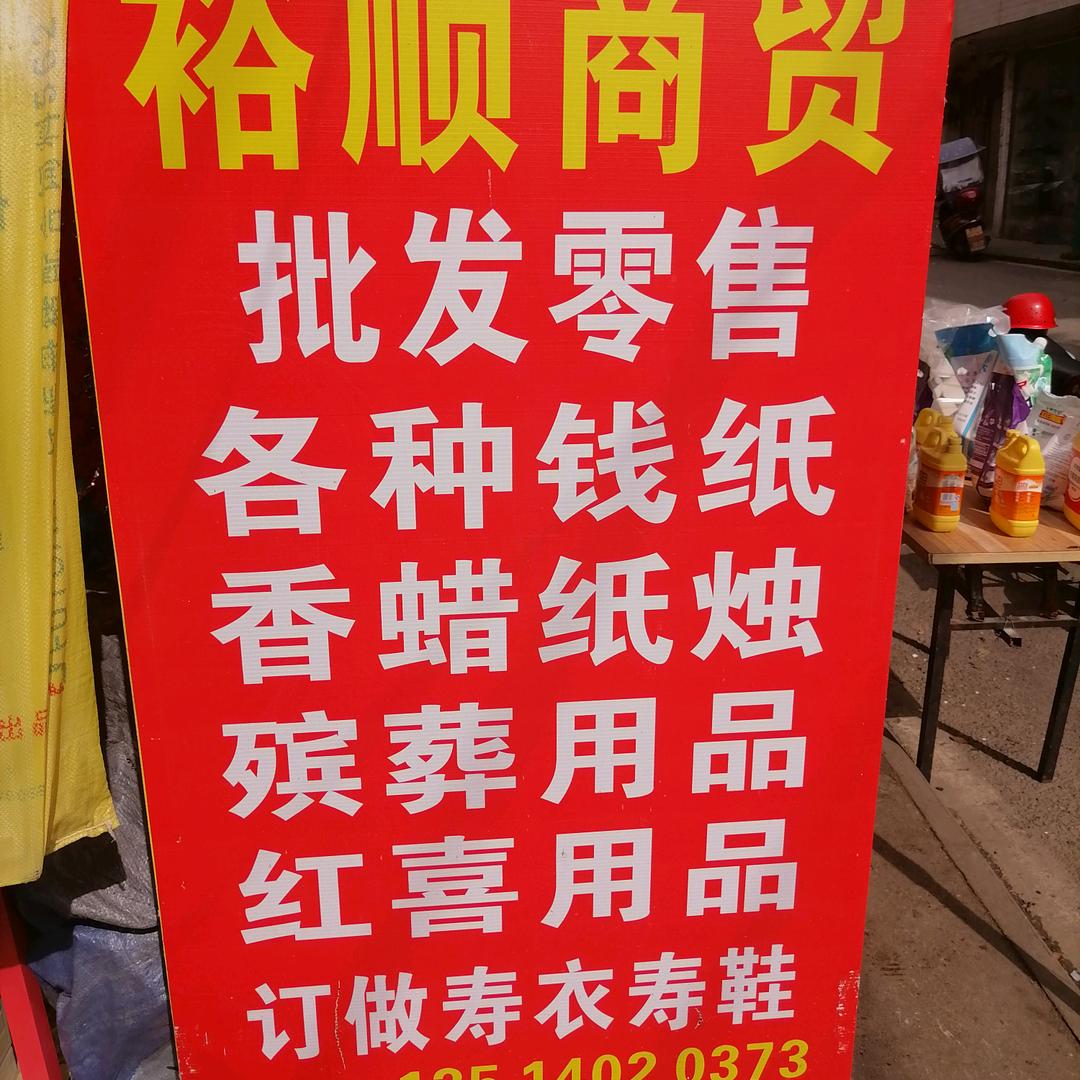 裕顺商贸
批发零售
各种钱纸
香蜡纸烛
殡葬用品
红喜用品
订做寿衣寿鞋
135 1402 0373